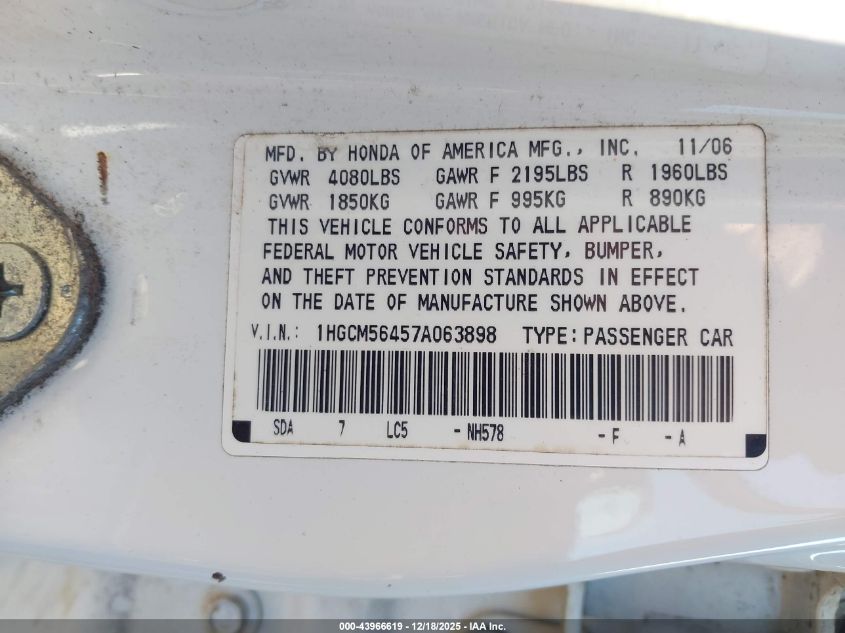 MFD. BY HONDA OF AMERICA MFG., INC. 11/06
GVWR 4080LBS GAWR F 2195LBS R 1960LBS
GVWR 1850KG GAWR F 995KG R 890KG
THIS VEHICLE CONFORMS TO ALL APPLICABLE
FEDERAL MOTOR VEHICLE SAFETY, BUMPER,
AND THEFT PREVENTION STANDARDS IN EFFECT
ON THE DATE OF MANUFACTURE SHOWN ABOVE.
V.I.N.: 1HGCM56457A063898 TYPE: PASSENGER CAR
SDA 7 LC5 -NH578 -F -A
000-43966619 - 12/18/2025 - IAA Inc.